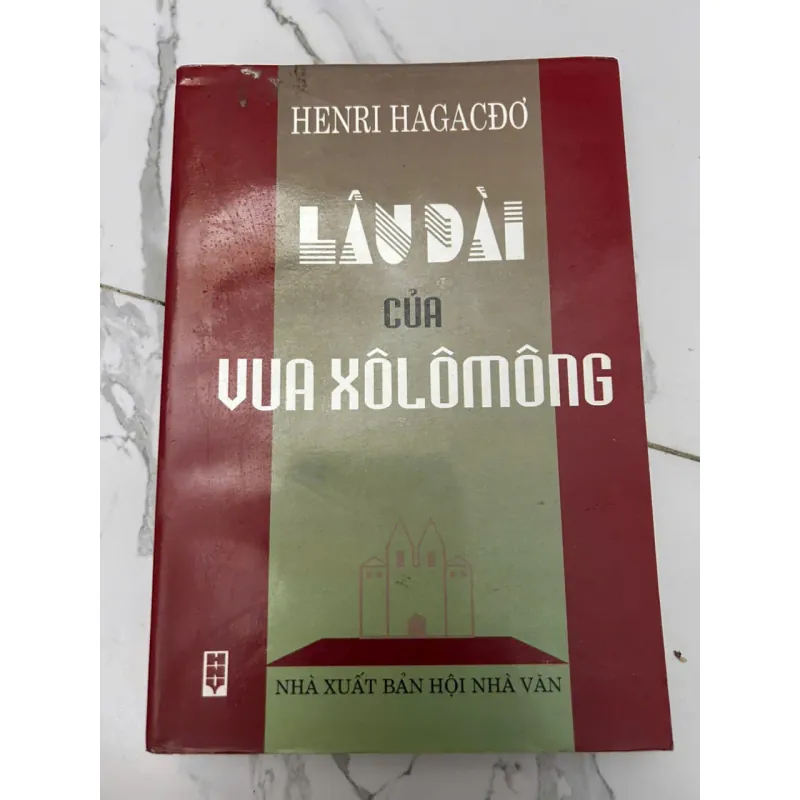 HENRI HAGACĐƠ
LÂU ĐÀI
CỦA
VUA XÔLÔMÔNG
NHÀ XUẤT BẢN HỘI NHÀ VĂN